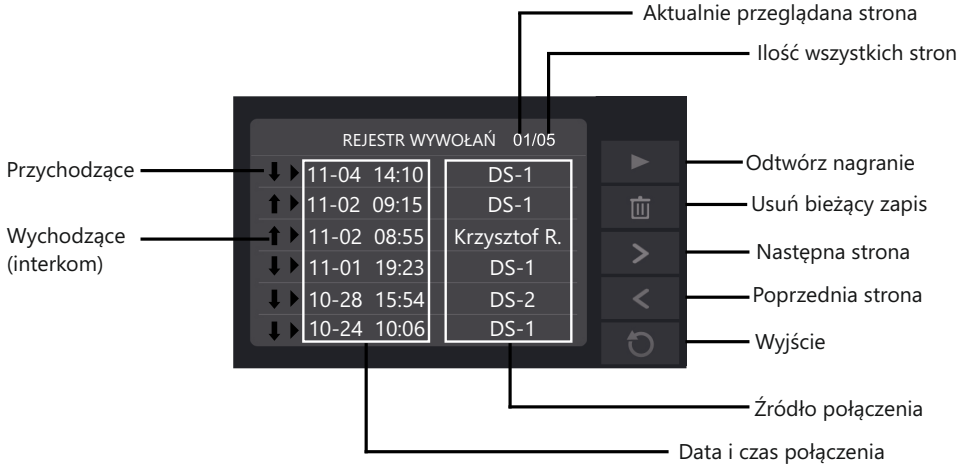 Aktualnie przeglądana strona
Ilość wszystkich stron
REJESTR WYWOŁAŃ 01/05
Przychodzące
11-04 14:10 DS-1
Odtwórz nagranie
11-02 09:15 DS-1
Usuń bieżący zapis
Wychodzące
(interkom)
11-02 08:55 Krzysztof R.
Następna strona
11-01 19:23 DS-1
10-28 15:54 DS-2
Poprzednia strona
10-24 10:06 DS-1
Wyjście
Źródło połączenia
Data i czas połączenia